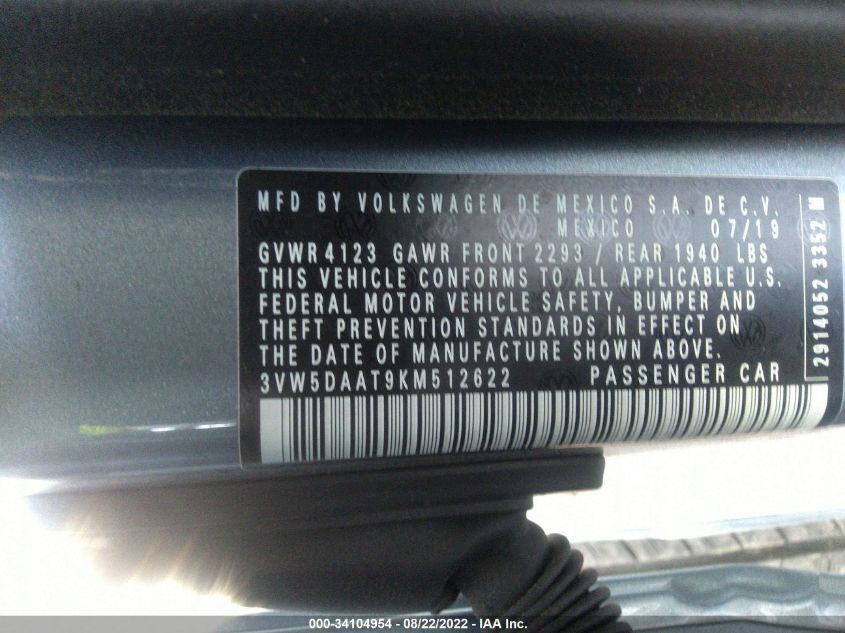 MFD BY VOLKSWAGEN DE MEXICO S.A. DE C.V.
MEXICO 07/19
GVWR 4123 GAWR FRONT 2293 / REAR 1940 LBS
THIS VEHICLE CONFORMS TO ALL APPLICABLE U.S.
FEDERAL MOTOR VEHICLE SAFETY, BUMPER AND
THEFT PREVENTION STANDARDS IN EFFECT ON
THE DATE OF MANUFACTURE SHOWN ABOVE.
3VW5DAAT9KM512622 PASSENGER CAR
2914052 3352 M
000-34104954 - 08/22/2022 - IAA Inc.